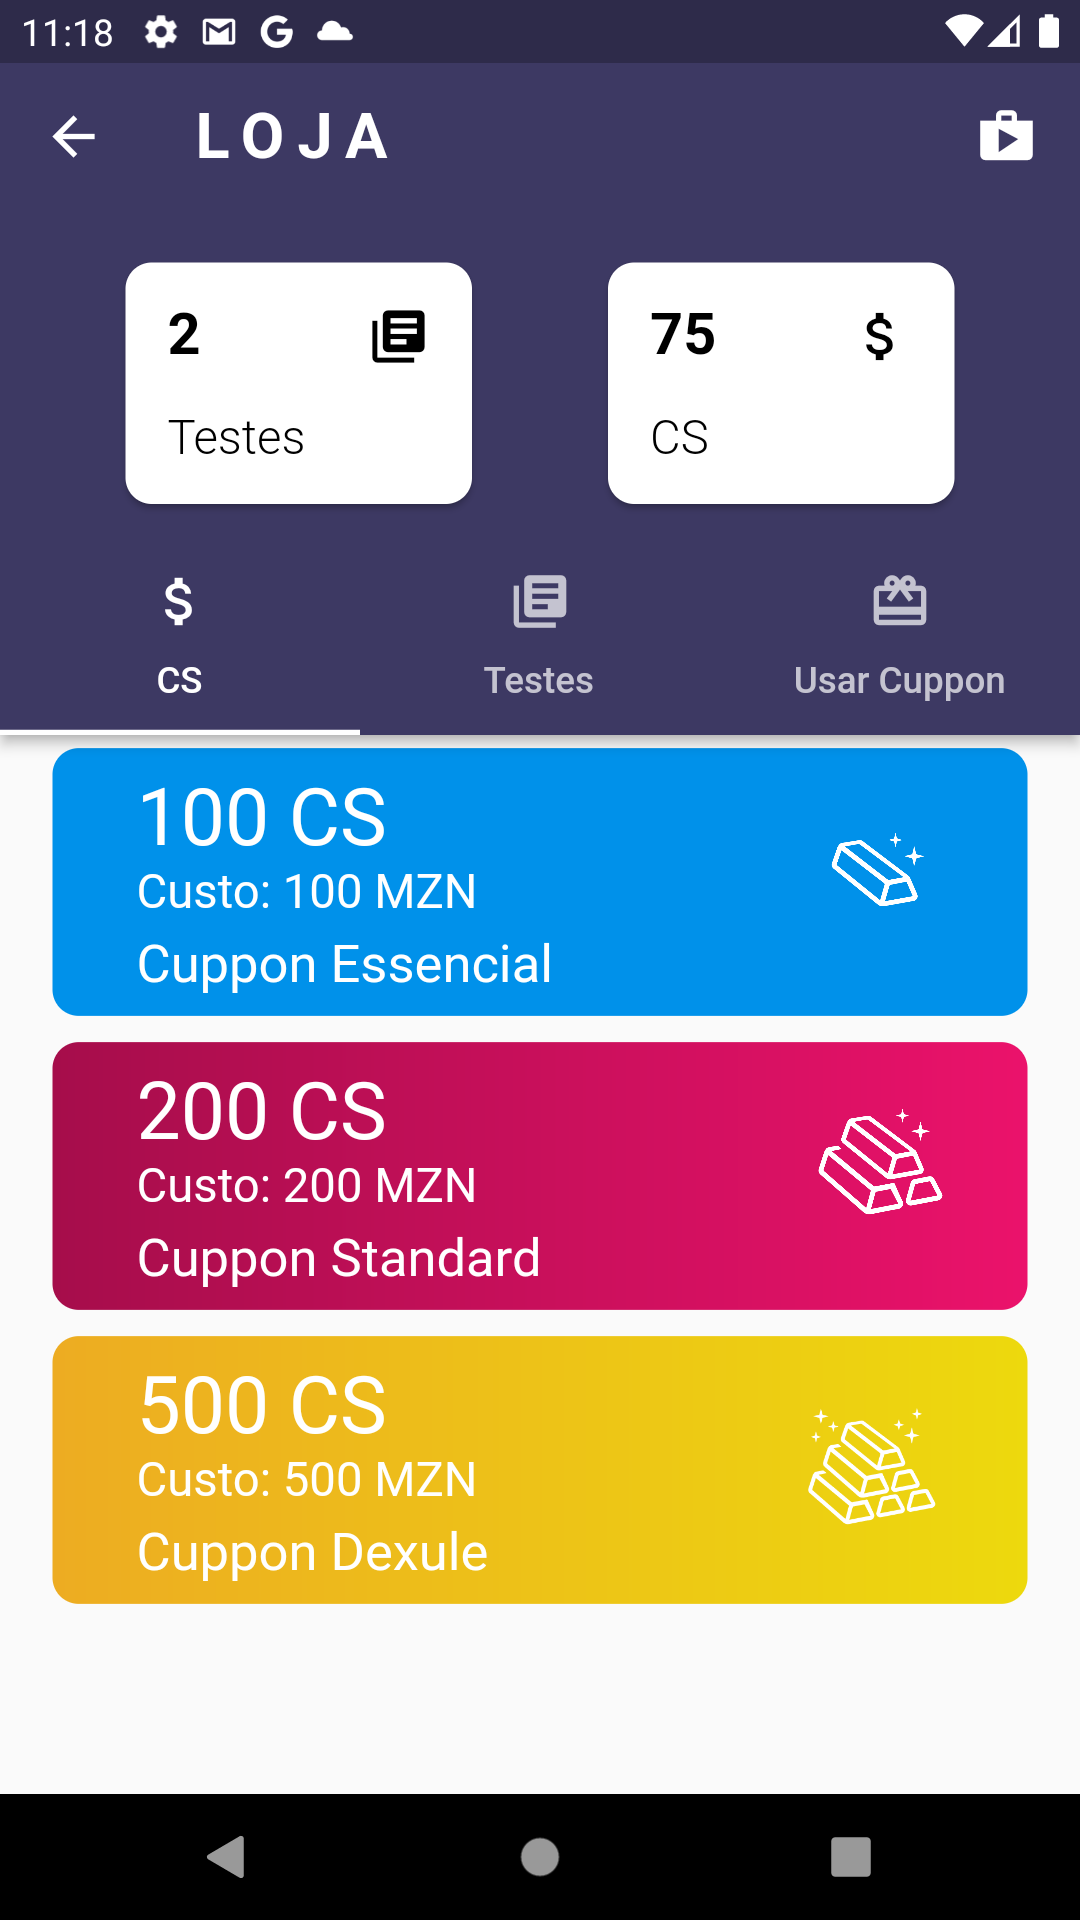 11:18
LOJA
2
Testes
75
CS
CS
Testes
Usar Cuppon
100 CS
Custo: 100 MZN
Cuppon Essencial
200 CS
Custo: 200 MZN
Cuppon Standard
500 CS
Custo: 500 MZN
Cuppon Dexule